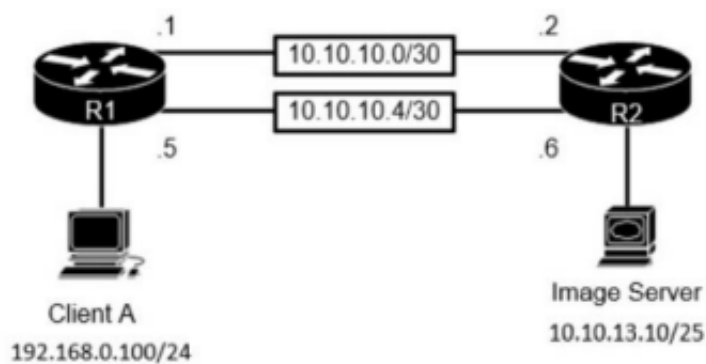 .1
10.10.10.0/30
.2
R1
10.10.10.4/30
R2
.5
.6
Client A
192.168.0.100/24
Image Server
10.10.13.10/25